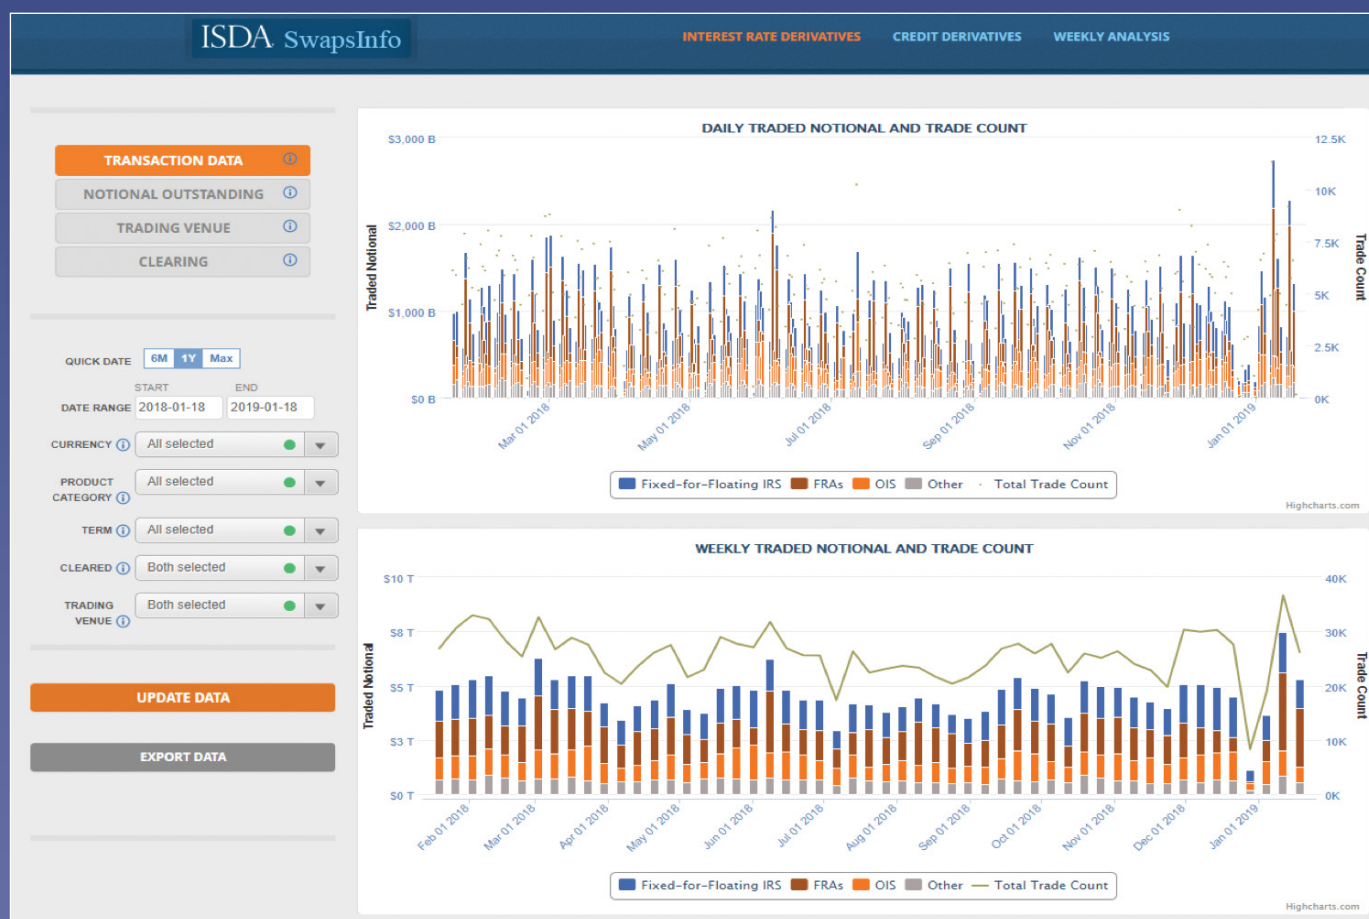 ISDA SwapsInfo
INTEREST RATE DERIVATIVES CREDIT DERIVATIVES WEEKLY ANALYSIS
TRANSACTION DATA
NOTIONAL OUTSTANDING
TRADING VENUE
CLEARING
QUICK DATE 6M 1Y Max
START END
DATE RANGE 2018-01-18 2019-01-18
CURRENCY All selected
PRODUCT CATEGORY All selected
TERM All selected
CLEARED Both selected
TRADING VENUE Both selected
UPDATE DATA
EXPORT DATA
DAILY TRADED NOTIONAL AND TRADE COUNT
Traded Notional
$3,000 B
$2,000 B
$1,000 B
$0 B
12.5K
10K
7.5K
5K
2.5K
0K
Trade Count
Mar 01 2018 May 01 2018 Jul 01 2018 Sep 01 2018 Nov 01 2018 Jan 01 2019
Fixed-for-Floating IRS FRAs OIS Other Total Trade Count
Highcharts.com
WEEKLY TRADED NOTIONAL AND TRADE COUNT
Traded Notional
$10 T
$8 T
$5 T
$3 T
$0 T
40K
30K
20K
10K
0K
Trade Count
Feb 01 2018 Mar 01 2018 Apr 01 2018 May 01 2018 Jun 01 2018 Jul 01 2018 Aug 01 2018 Sep 01 2018 Oct 01 2018 Nov 01 2018 Dec 01 2018 Jan 01 2019
Fixed-for-Floating IRS FRAs OIS Other Total Trade Count
Highcharts.com